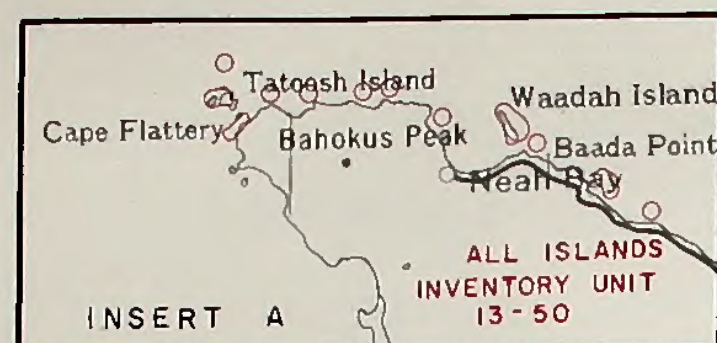 Tatoosh Island
Waadah Island
Cape Flattery
Bahokus Peak
Baada Point
Neah Bay
ALL ISLANDS
INVENTORY UNIT
13-50
INSERT A